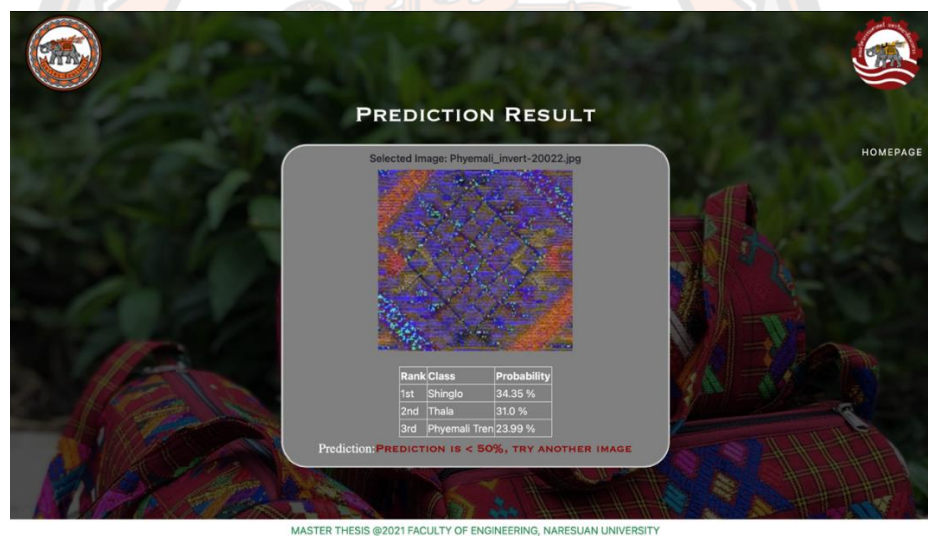 PREDICTION RESULT
HOMEPAGE
Selected Image: Phyemali_invert-20022.jpg
Rank Class Probability
1st Shinglo 34.35 %
2nd Thala 31.0 %
3rd Phyemali Tren 23.99 %
Prediction: PREDICTION IS < 50%, TRY ANOTHER IMAGE
MASTER THESIS @2021 FACULTY OF ENGINEERING, NARESUAN UNIVERSITY